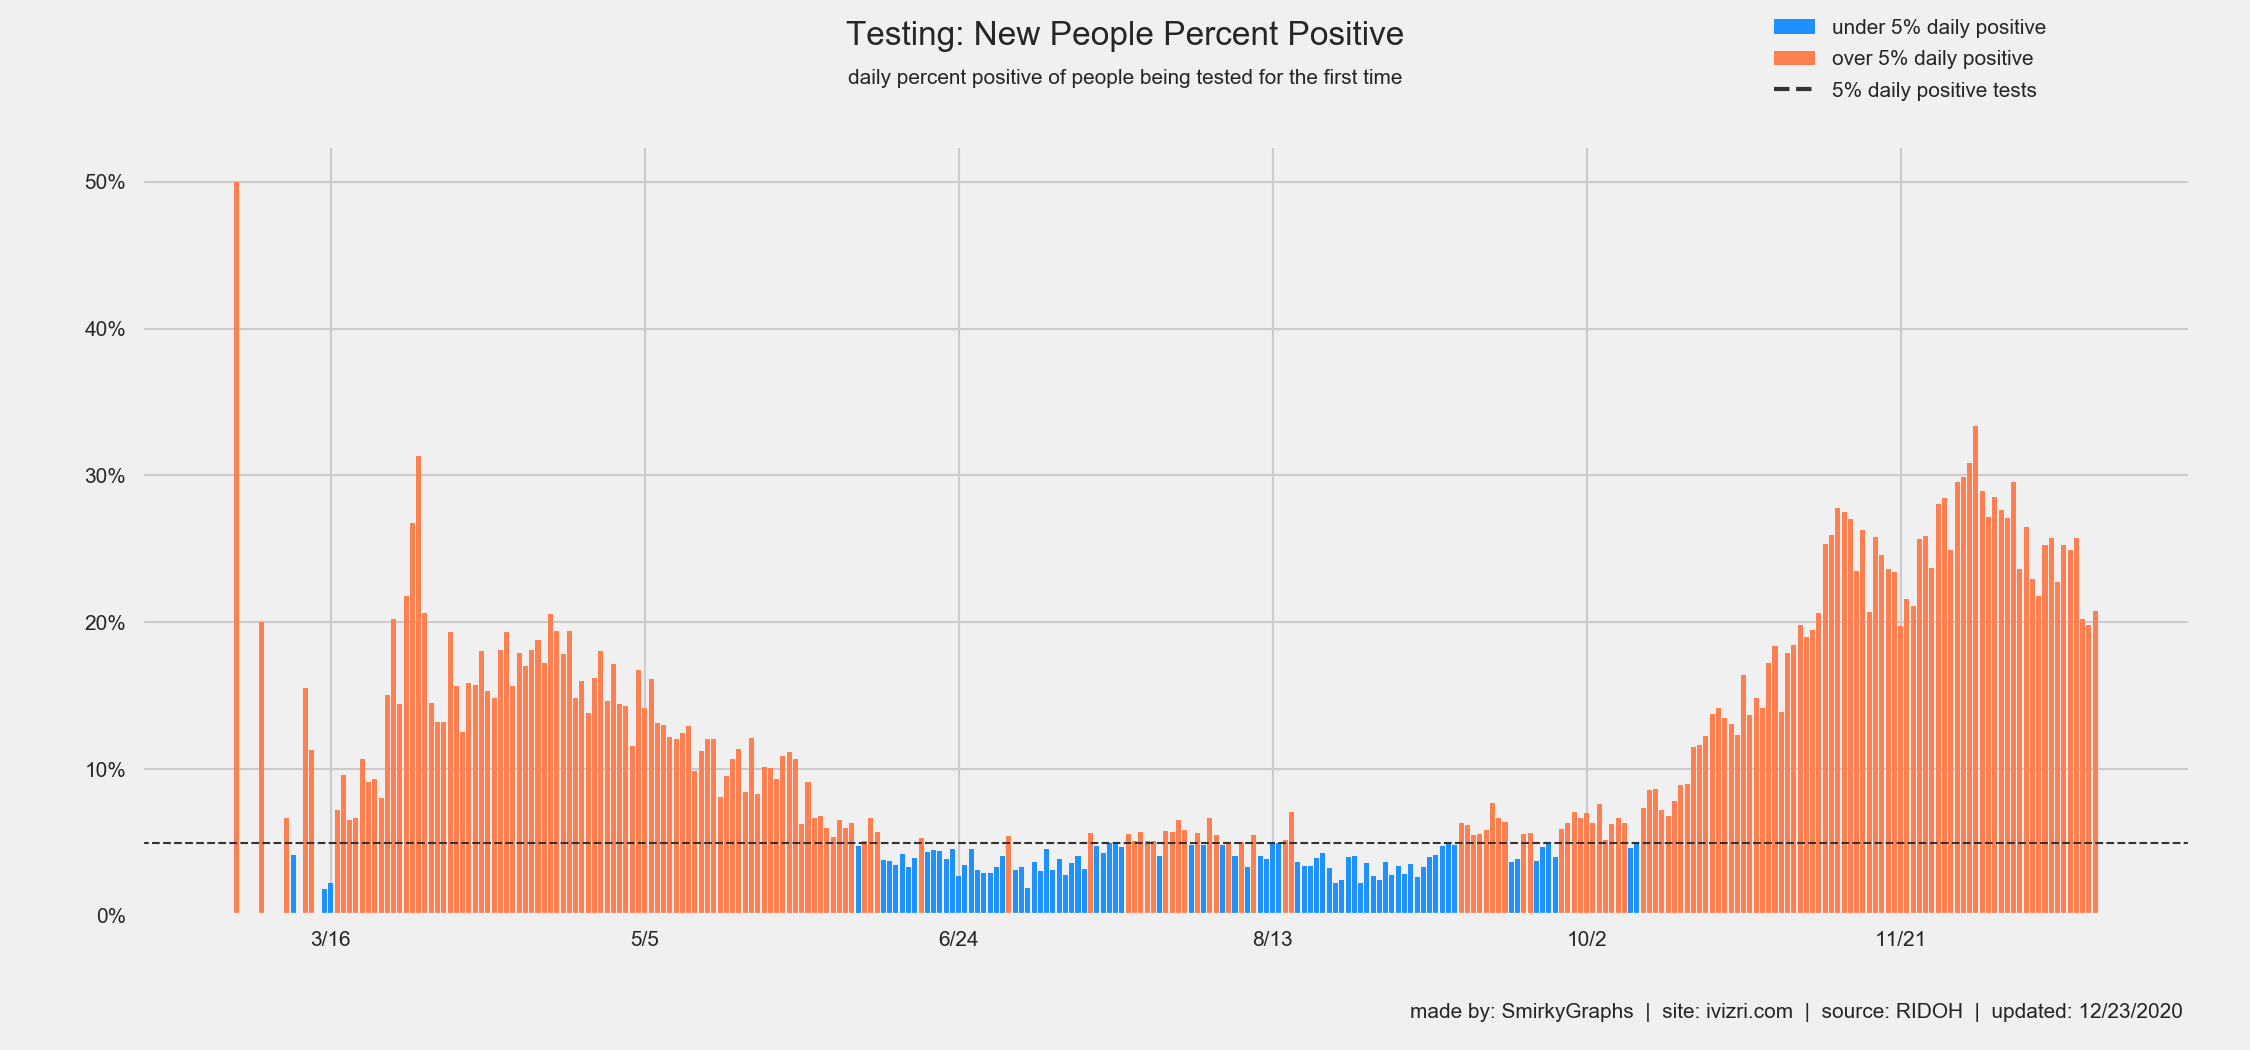 Testing: New People Percent Positive
daily percent positive of people being tested for the first time
under 5% daily positive
over 5% daily positive
5% daily positive tests
50%
40%
30%
20%
10%
0%
3/16 5/5 6/24 8/13 10/2 11/21
made by: SmirkyGraphs | site: ivizri.com | source: RIDOH | updated: 12/23/2020